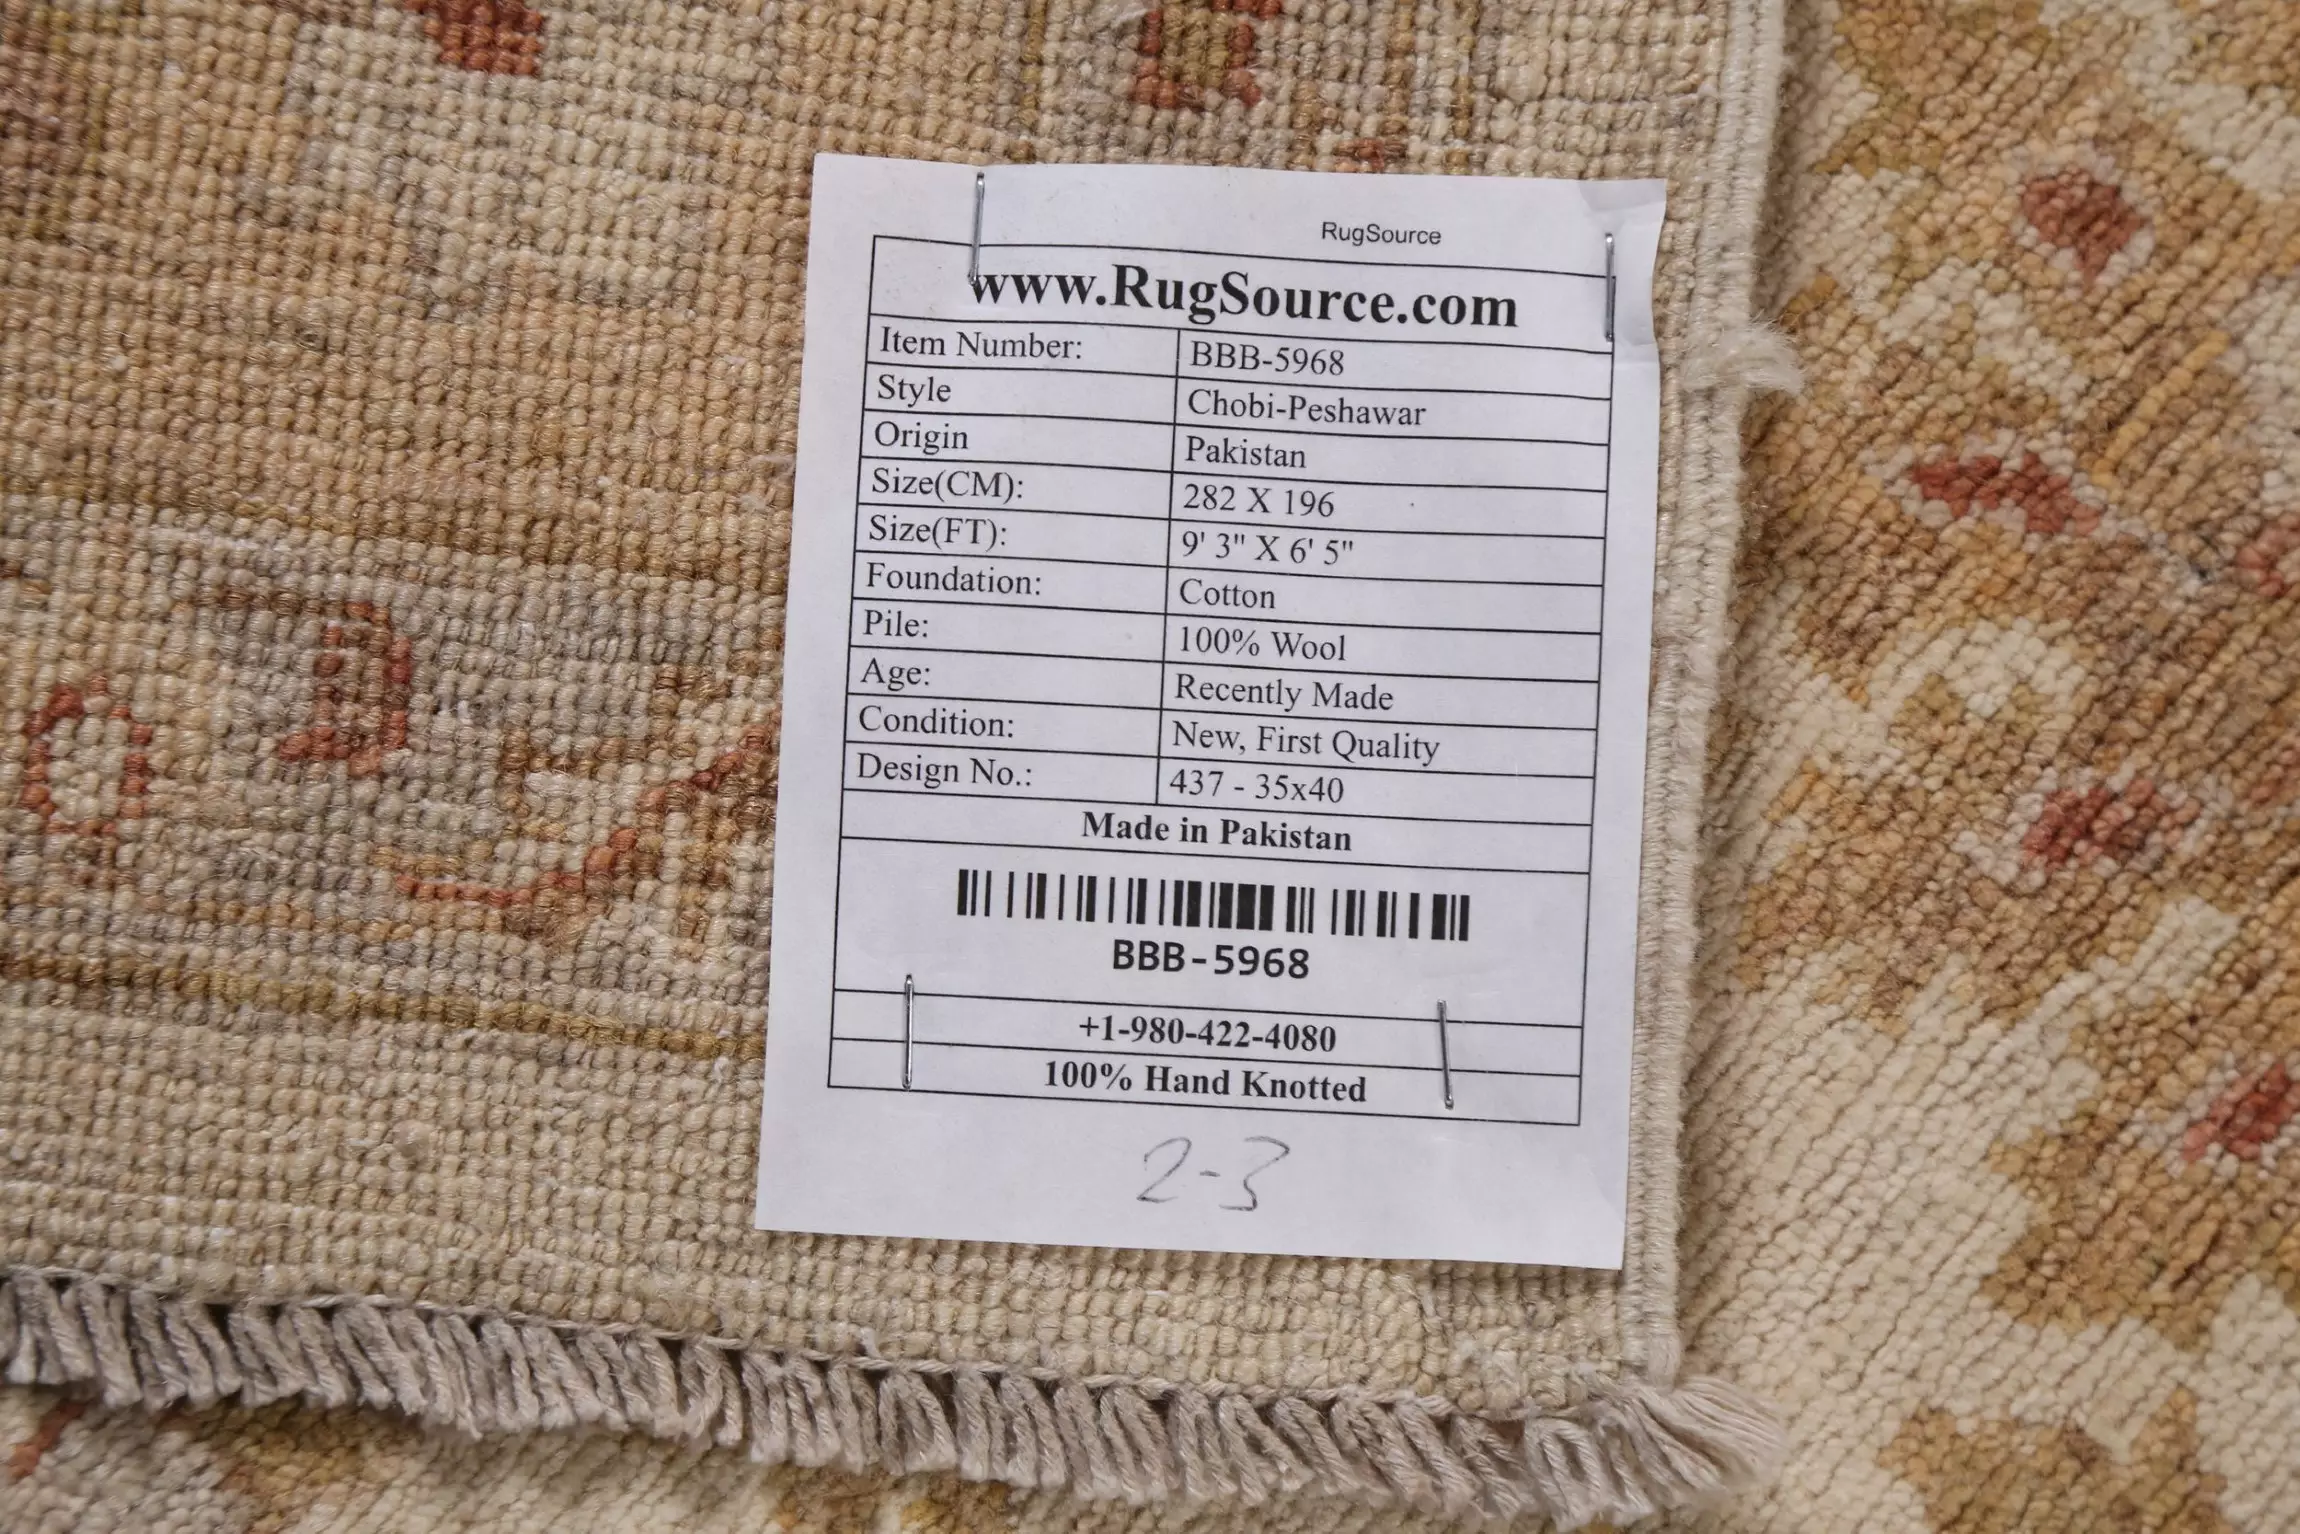 RugSource
www.RugSource.com
Item Number: BBB-5968
Style Chobi-Peshawar
Origin Pakistan
Size(CM): 282 X 196
Size(FT): 9' 3" X 6' 5"
Foundation: Cotton
Pile: 100% Wool
Age: Recently Made
Condition: New, First Quality
Design No.: 437 - 35x40
Made in Pakistan
BBB-5968
+1-980-422-4080
100% Hand Knotted
2-3